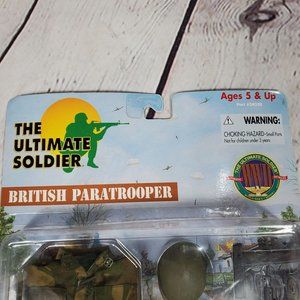 Ages 5 & Up
THE
ULTIMATE
SOLDIER
WARNING:
CHOKING HAZARD-Small Parts
Not for children under 3 years
BRITISH PARATROOPER